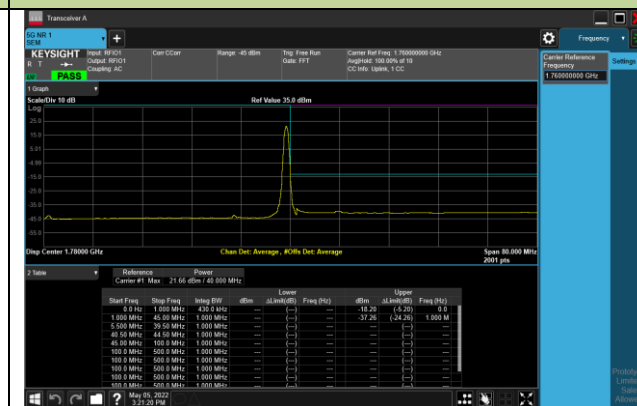 Transceiver A
5G NR 1
SEM
+
Frequency
KEYSIGHT
R T
LW
PASS
Input: RFIO1
Output: RFIO1
Coupling: AC
Corr CCorr
Range: -45 dBm
Trig: Free Run
Gate: FFT
Carrier Ref Freq: 1.760000000 GHz
Avg|Hold: 100.00% of 10
CC Info: Uplink, 1 CC
Carrier Reference
Frequency
1.760000000 GHz
Settings
1 Graph
Scale/Div 10 dB
Ref Value 35.0 dBm
Log
25.0
15.0
5.01
-4.99
-15.0
-25.0
-35.0
-45.0
-55.0
Disp Center 1.78000 GHz
Chan Det: Average, #Offs Det: Average
Span 80.000 MHz
2001 pts
2 Table
Reference Power
Carrier #1 Max 21.66 dBm / 40.000 MHz
Lower Upper
Start Freq Stop Freq Integ BW dBm ΔLimit(dB) Freq (Hz) dBm ΔLimit(dB) Freq (Hz)
0.0 Hz 1.000 MHz 430.0 kHz --- (---) --- -18.20 (-5.20) 0.0
1.000 MHz 45.00 MHz 1.000 MHz --- (---) --- -37.26 (-24.26) 1.000 M
5.500 MHz 39.50 MHz 1.000 MHz --- (---) --- --- (---) ---
40.50 MHz 44.50 MHz 1.000 MHz --- (---) --- --- (---) ---
45.00 MHz 100.0 MHz 1.000 MHz --- (---) --- --- (---) ---
100.0 MHz 500.0 MHz 1.000 MHz --- (---) --- --- (---) ---
100.0 MHz 500.0 MHz 1.000 MHz --- (---) --- --- (---) ---
100.0 MHz 500.0 MHz 1.000 MHz --- (---) --- --- (---) ---
100.0 MHz 500.0 MHz 1.000 MHz --- (---) --- --- (---) ---
?
May 05, 2022
3:21:20 PM